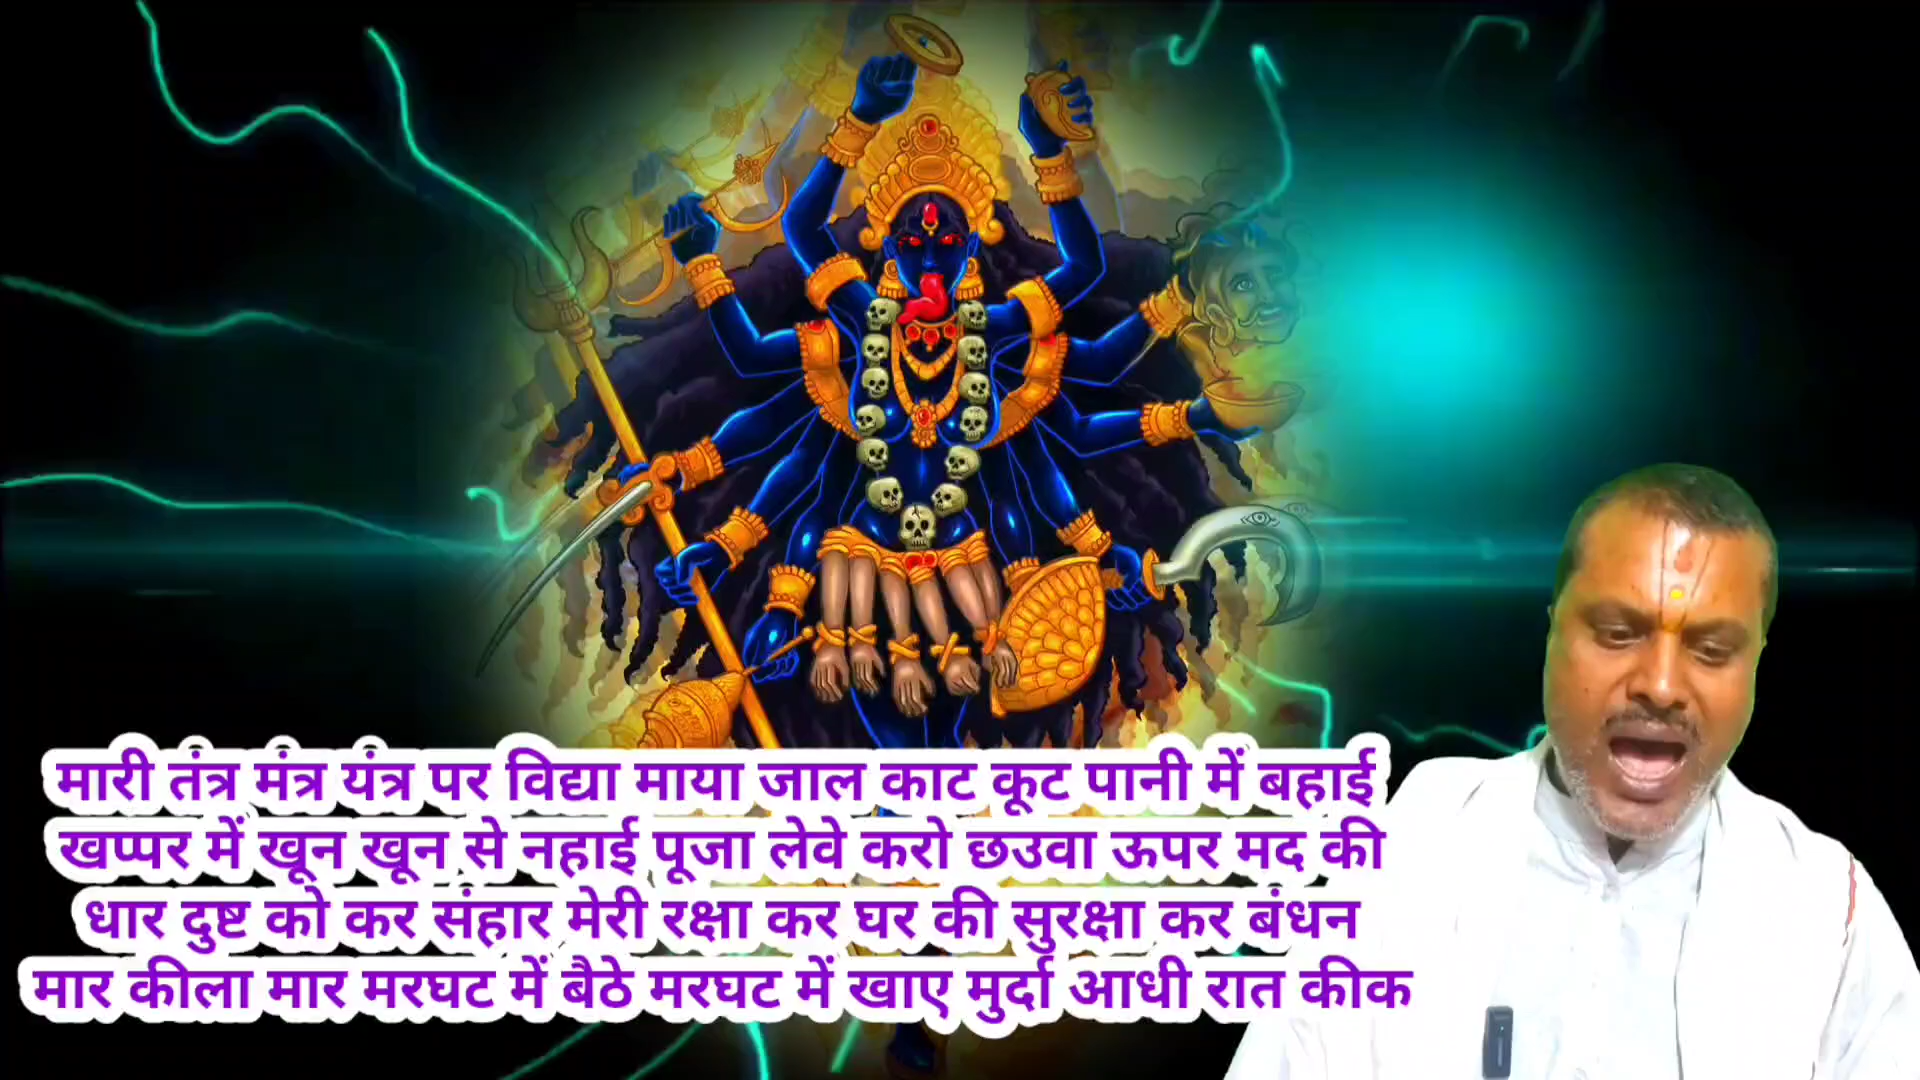 मारी तंत्र मंत्र यंत्र पर विद्या माया जाल काट कूट पानी में बहाई
खप्पर में खून खून से नहाई पूजा लेवे करो छउवा ऊपर मद की
धार दुष्ट को कर संहार मेरी रक्षा कर घर की सुरक्षा कर बंधन
मार कीला मार मरघट में बैठे मरघट में खाए मुर्दा आधी रात कीक